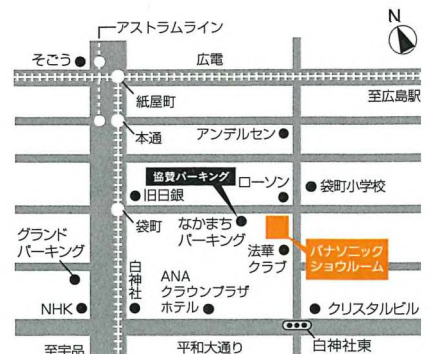 アストラムライン
N
そごう
広電
紙屋町
至広島駅
本通
アンデルセン
協賛パーキング
ローソン
旧日銀
袋町小学校
袋町
なかまち
パーキング
グランド
パーキング
法華
クラブ
パナソニック
ショウルーム
白神社
ANA
クラウンプラザ
ホテル
NHK
クリスタルビル
至宇品
平和大通り
白神社東